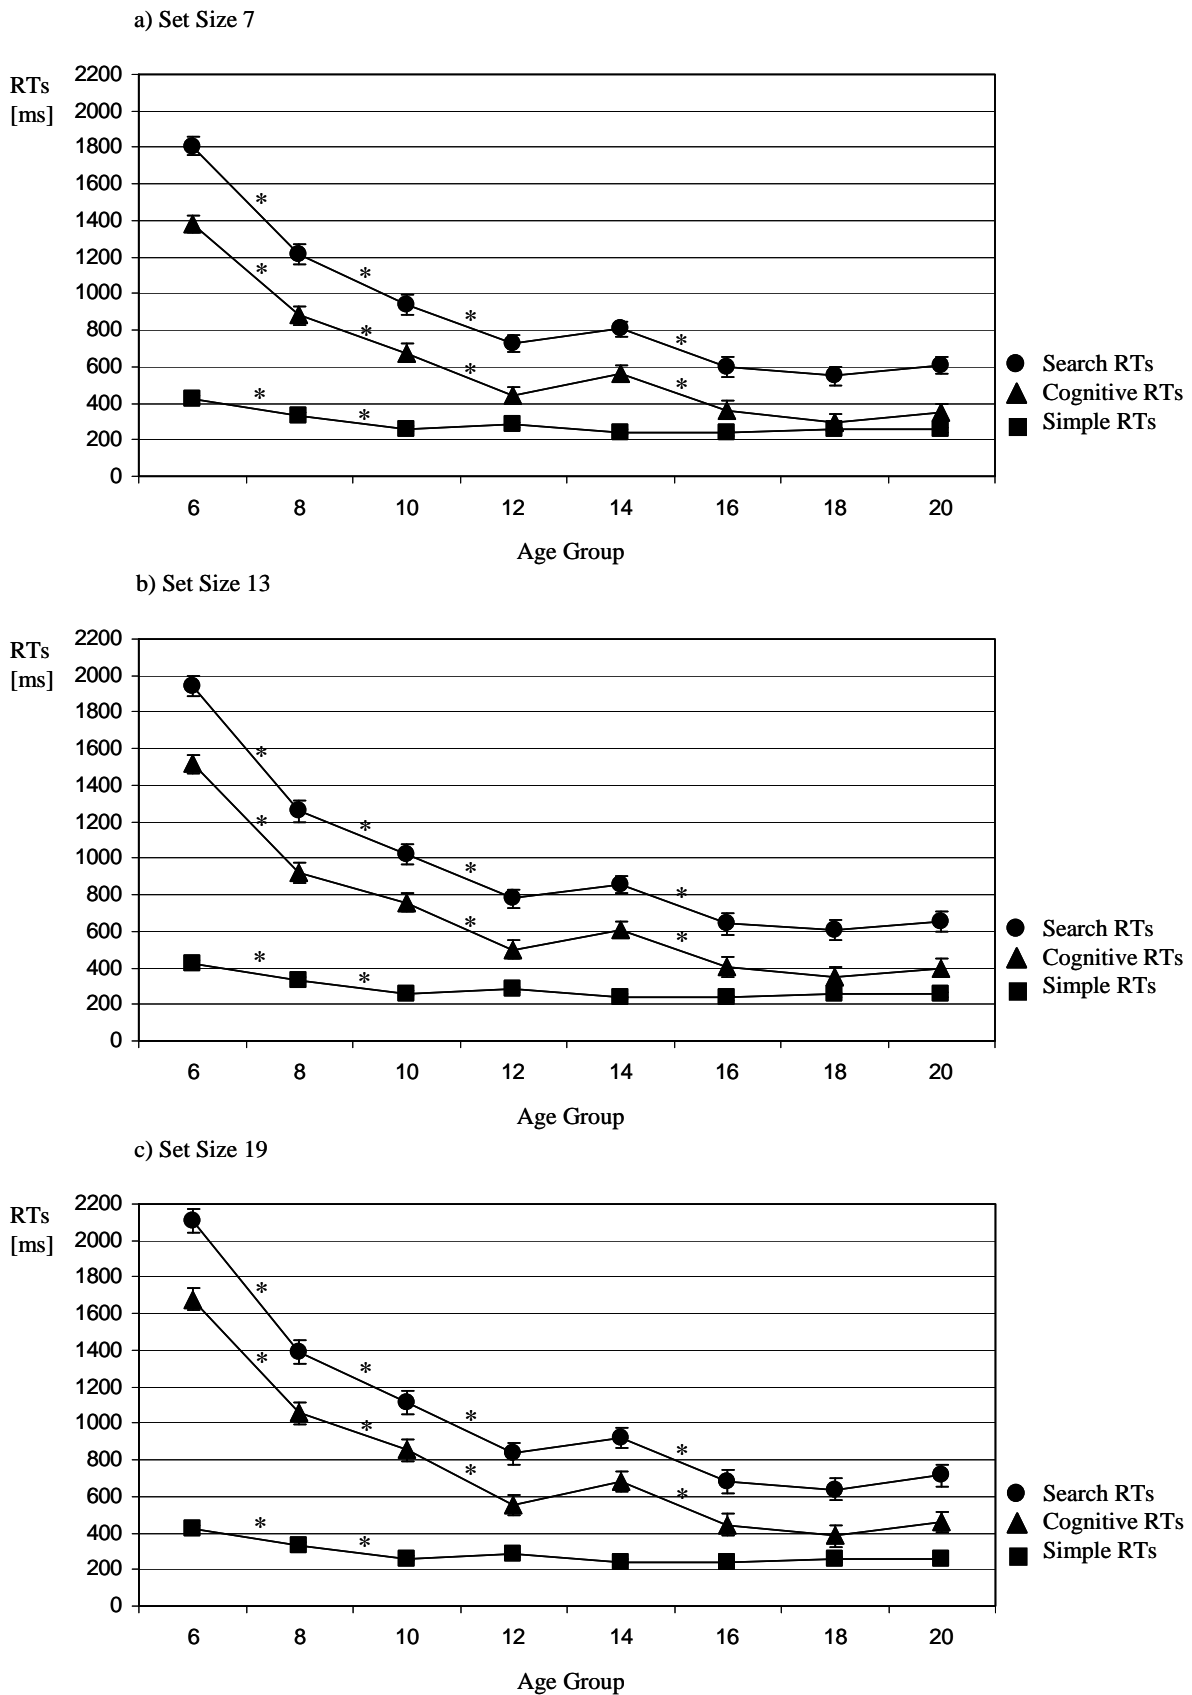 a) Set Size 7
RTs
[ms]
2200
2000
1800
1600
1400
1200
1000
800
600
400
200
0
* * * *
* * * *
* *
Search RTs
Cognitive RTs
Simple RTs
6 8 10 12 14 16 18 20
Age Group
b) Set Size 13
RTs
[ms]
2200
2000
1800
1600
1400
1200
1000
800
600
400
200
0
* * * *
* * *
* *
Search RTs
Cognitive RTs
Simple RTs
6 8 10 12 14 16 18 20
Age Group
c) Set Size 19
RTs
[ms]
2200
2000
1800
1600
1400
1200
1000
800
600
400
200
0
* * * *
* * * *
* *
Search RTs
Cognitive RTs
Simple RTs
6 8 10 12 14 16 18 20
Age Group